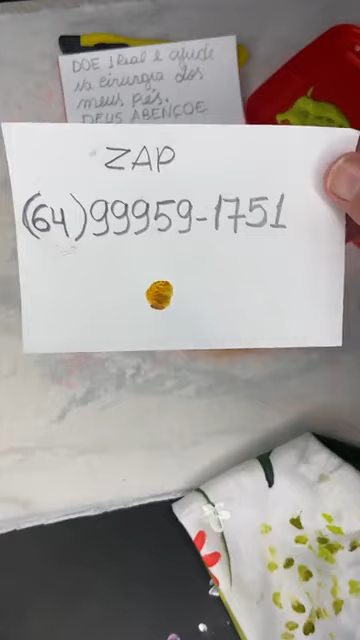 DOE 1 Real e ajude
na cirurgia dos
meus pés.
DEUS ABENÇOE
ZAP
(64)99959-1751